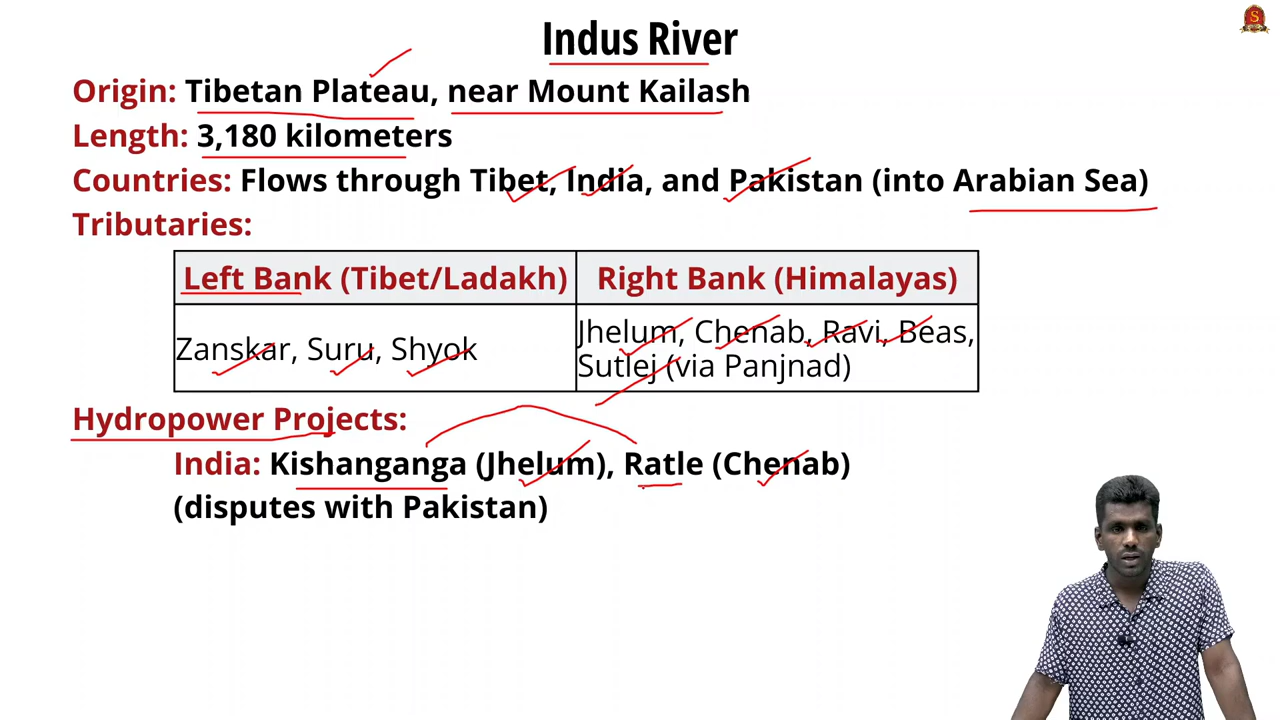 Indus River
Origin: Tibetan Plateau, near Mount Kailash
Length: 3,180 kilometers
Countries: Flows through Tibet, India, and Pakistan (into Arabian Sea)
Tributaries:
Left Bank (Tibet/Ladakh) Right Bank (Himalayas)
Zanskar, Suru, Shyok
Jhelum, Chenab, Ravi, Beas,
Sutlej (via Panjnad)
Hydropower Projects:
India: Kishanganga (Jhelum), Ratle (Chenab)
(disputes with Pakistan)